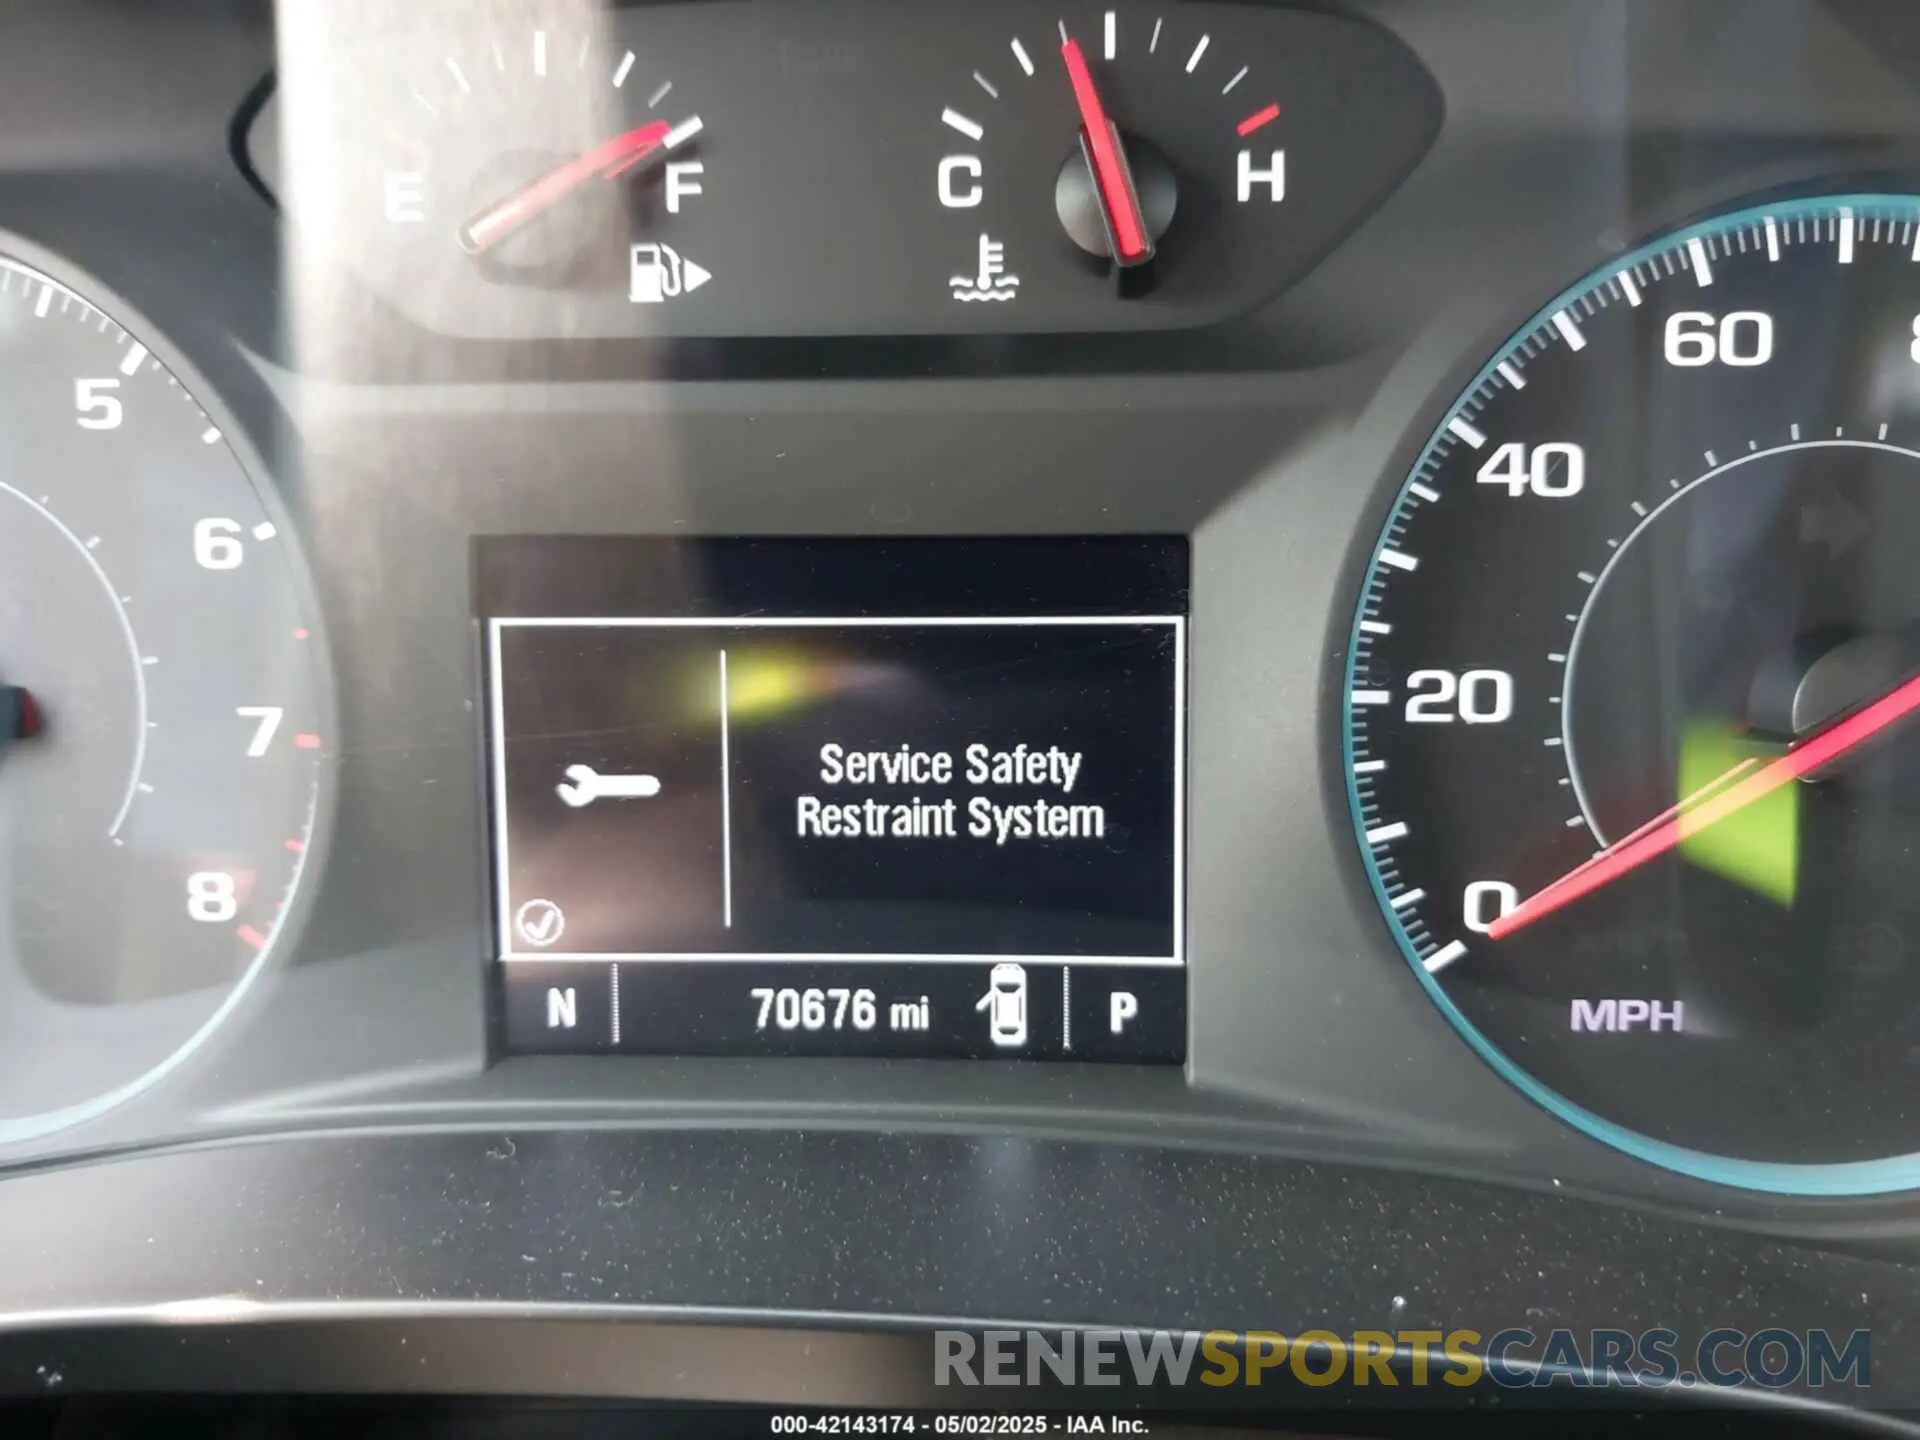 E
F
C
H
5
6
7
8
60
40
20
0
MPH
Service Safety
Restraint System
N
70676 mi
P
RENEWSPORTSCARS.COM
000-42143174 - 05/02/2025 - IAA Inc.